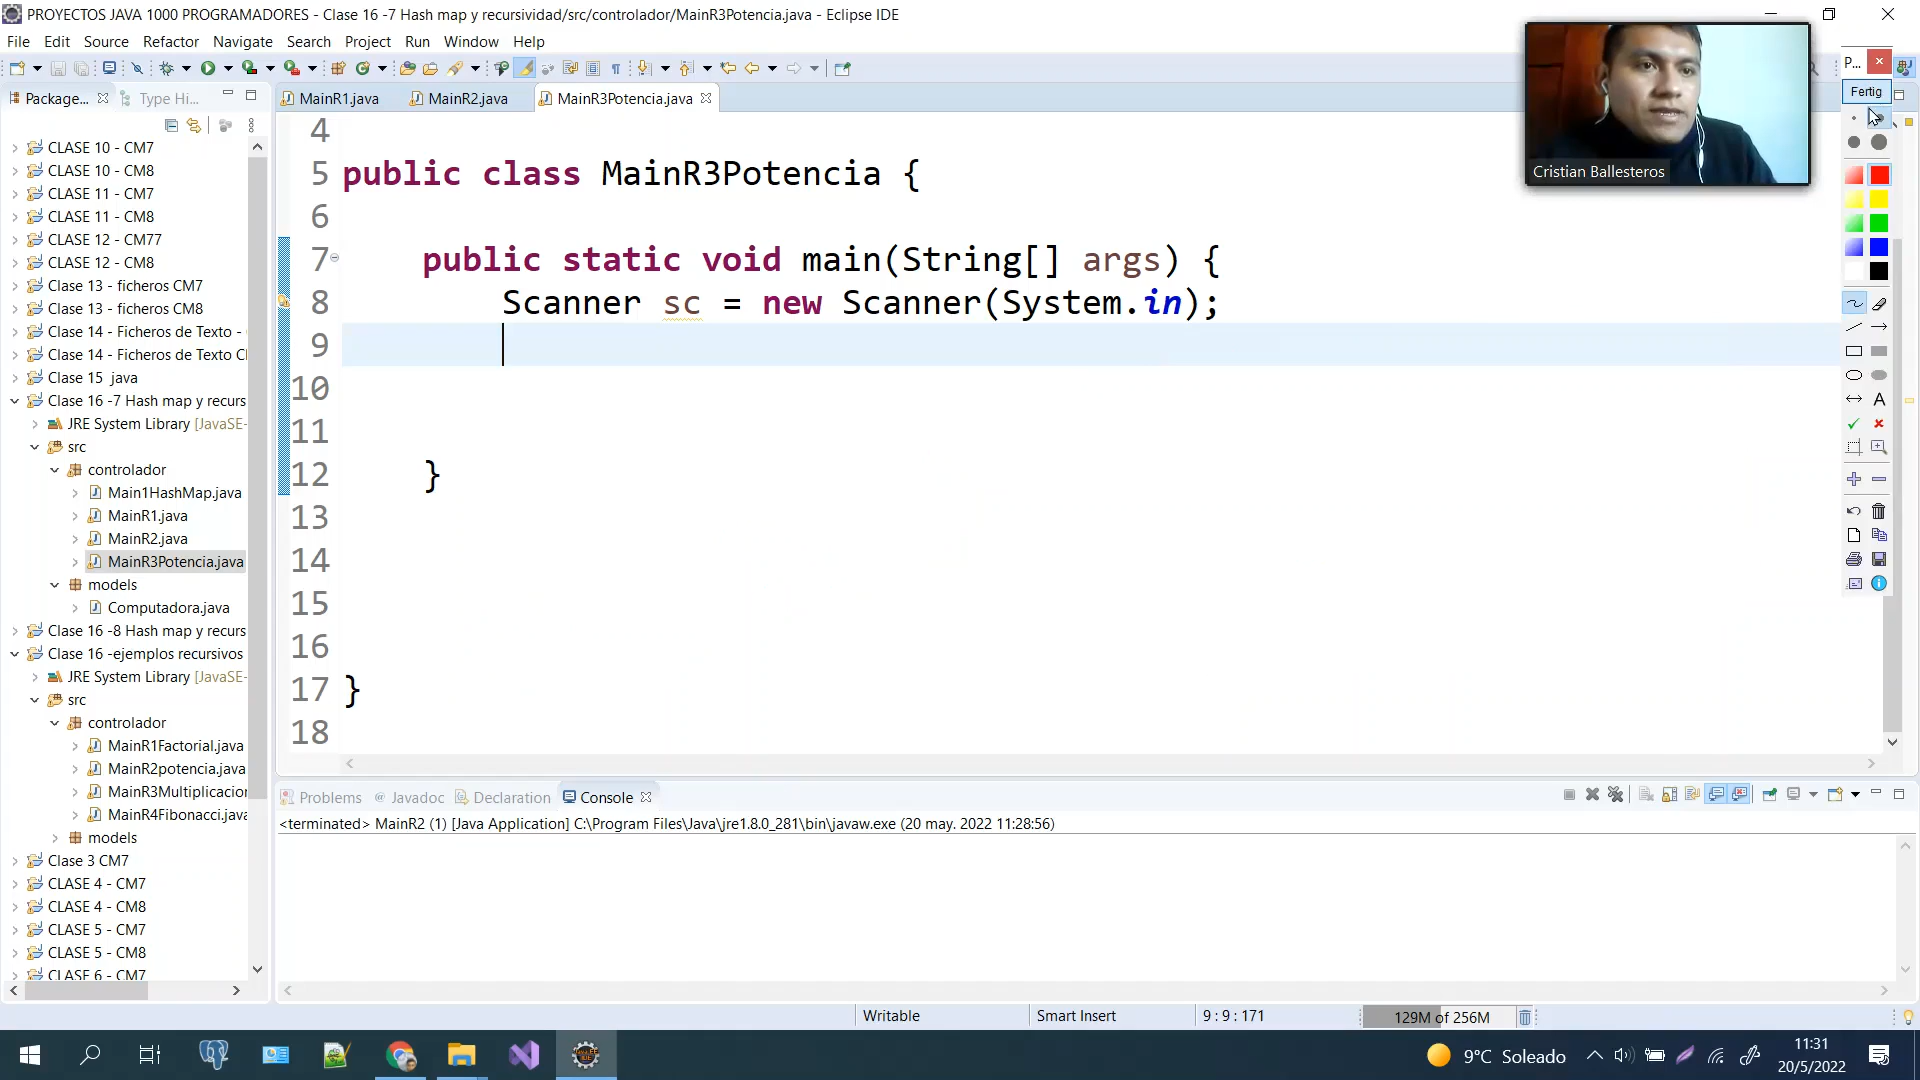 PROYECTOS JAVA 1000 PROGRAMADORES - Clase 16 -7 Hash map y recursividad/src/controlador/MainR3Potencia.java - Eclipse IDE
File Edit Source Refactor Navigate Search Project Run Window Help
Package... Type Hi...
MainR1.java MainR2.java MainR3Potencia.java
P...
Fertig
Cristian Ballesteros
CLASE 10 - CM7
CLASE 10 - CM8
CLASE 11 - CM7
CLASE 11 - CM8
CLASE 12 - CM77
CLASE 12 - CM8
Clase 13 - ficheros CM7
Clase 13 - ficheros CM8
Clase 14 - Ficheros de Texto -
Clase 14 - Ficheros de Texto Cl
Clase 15 java
Clase 16 -7 Hash map y recurs
JRE System Library [JavaSE-
src
controlador
Main1HashMap.java
MainR1.java
MainR2.java
MainR3Potencia.java
models
Computadora.java
Clase 16 -8 Hash map y recurs
Clase 16 -ejemplos recursivos
JRE System Library [JavaSE-
src
controlador
MainR1Factorial.java
MainR2potencia.java
MainR3Multiplicacior
MainR4Fibonacci.java
models
Clase 3 CM7
CLASE 4 - CM7
CLASE 4 - CM8
CLASE 5 - CM7
CLASE 5 - CM8
CLASE 6 - CM7
4
5 public class MainR3Potencia {
6
7 public static void main(String[] args) {
8 Scanner sc = new Scanner(System.in);
9
10
11
12 }
13
14
15
16
17 }
18
A
Problems @ Javadoc Declaration Console
<terminated> MainR2 (1) [Java Application] C:\Program Files\Java\jre1.8.0_281\bin\javaw.exe (20 may. 2022 11:28:56)
Writable Smart Insert 9 : 9 : 171 129M of 256M
9°C Soleado
11:31
20/5/2022